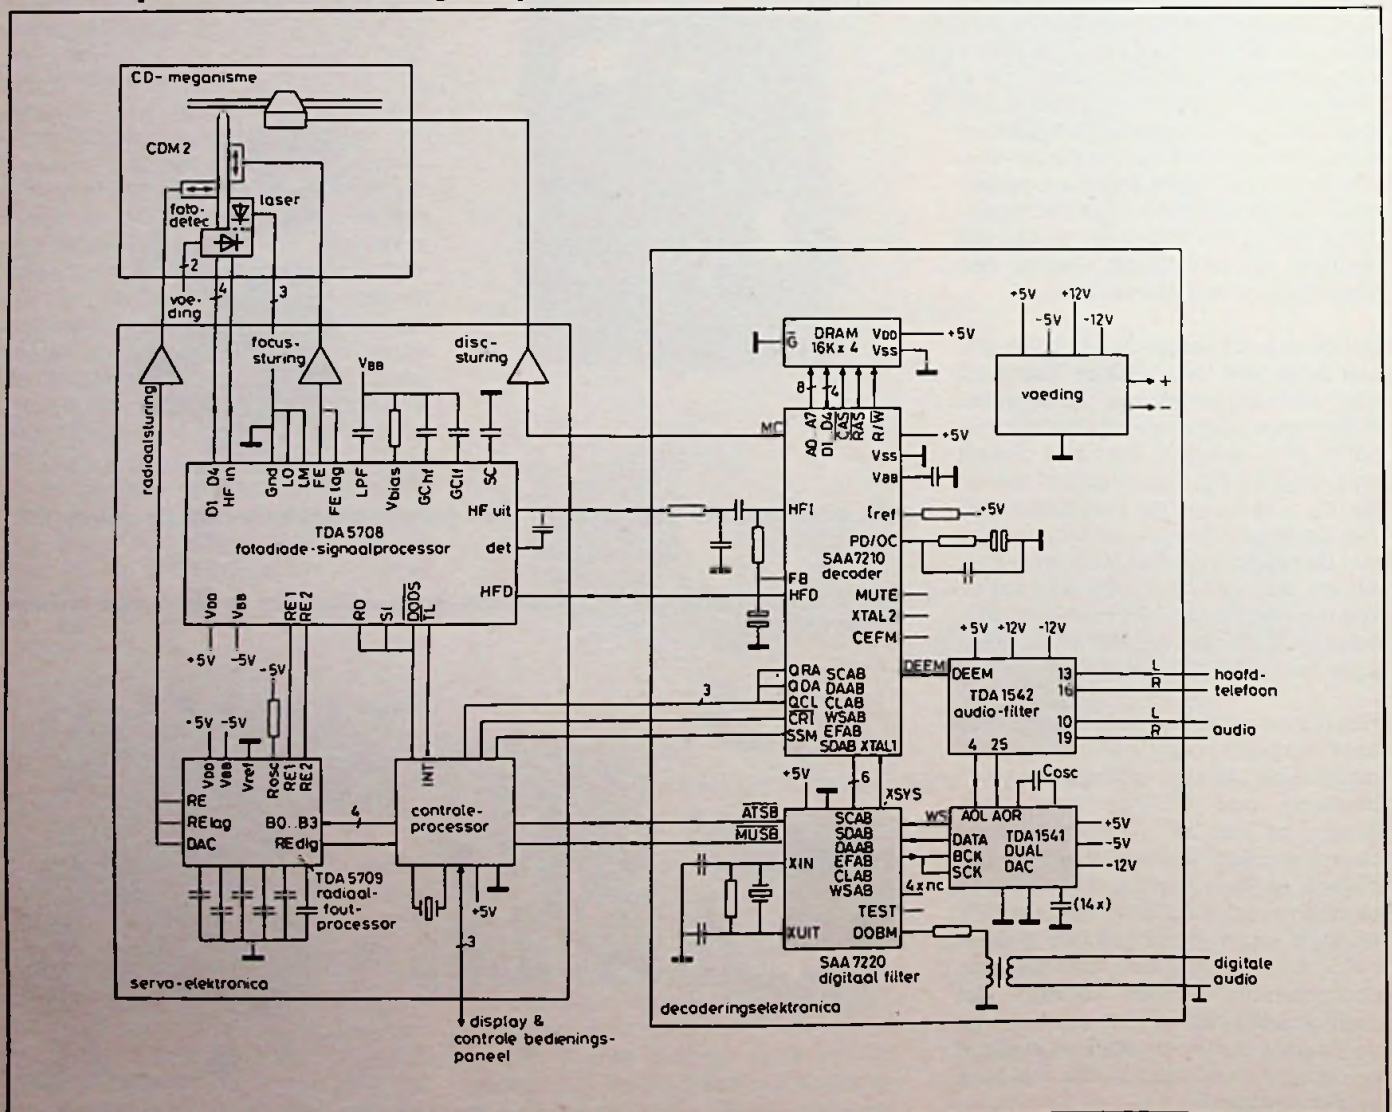 CD-meganisme
CDM 2
laser
foto-
detec
2
voe-
ding
4
3
radiaalsturing
focus-
sturing
disc-
sturing
VBB
D1 D4
HF in
Gnd
LO
LM
FE
FE lag
LPF
Vbias
GChf
GClf
SC
TDA 5708
fotodiode-signaalprocessor
HF uit
det
HFD
VDD
VBB
RE1
RE2
RD
SI
DODS
TL
+5V
-5V
-5V
+5V
-5V
VDD
VBB
Vref
Rosc
RE1
RE2
RE
RE lag
DAC
B0..B3
RE dig
4
TDA 5709
radiaal-
fout-
processor
INT
controle-
processor
+5V
3
servo-elektronica
display &
controle bedienings-
paneel
G
DRAM
16K x 4
VDD
VSS
+5V
8
4
MC
A0..A7
D1..D4
CAS
RAS
R/W
+5V
VSS
VBB
HFI
Iref
+5V
PD/OC
SAA7210
decoder
FB
HFD
MUTE
XTAL2
CEFM
QRA
QDA
QCL
CRI
SSM
SCAB
DAAB
CLAB
WSAB
EFAB
SDAB
XTAL1
DEEM
3
+5V
-5V
+12V
-12V
voeding
+
-
+5V
+12V
-12V
DEEM
TDA 1542
audio-filter
13
16
10
19
4
25
L
R
hoofd-
telefoon
L
R
audio
+5V
6
XSYS
ATSB
MUSB
XIN
XUIT
SCAB
SDAB
DAAB
EFAB
CLAB
WSAB
TEST
DOBM
SAA 7220
digitaal filter
WS
4xnc
Cosc
AOL AOR
DATA
BCK
SCK
TDA1541
DUAL
DAC
+5V
-5V
-12V
(14x)
digitale
audio
decoderingselektronica